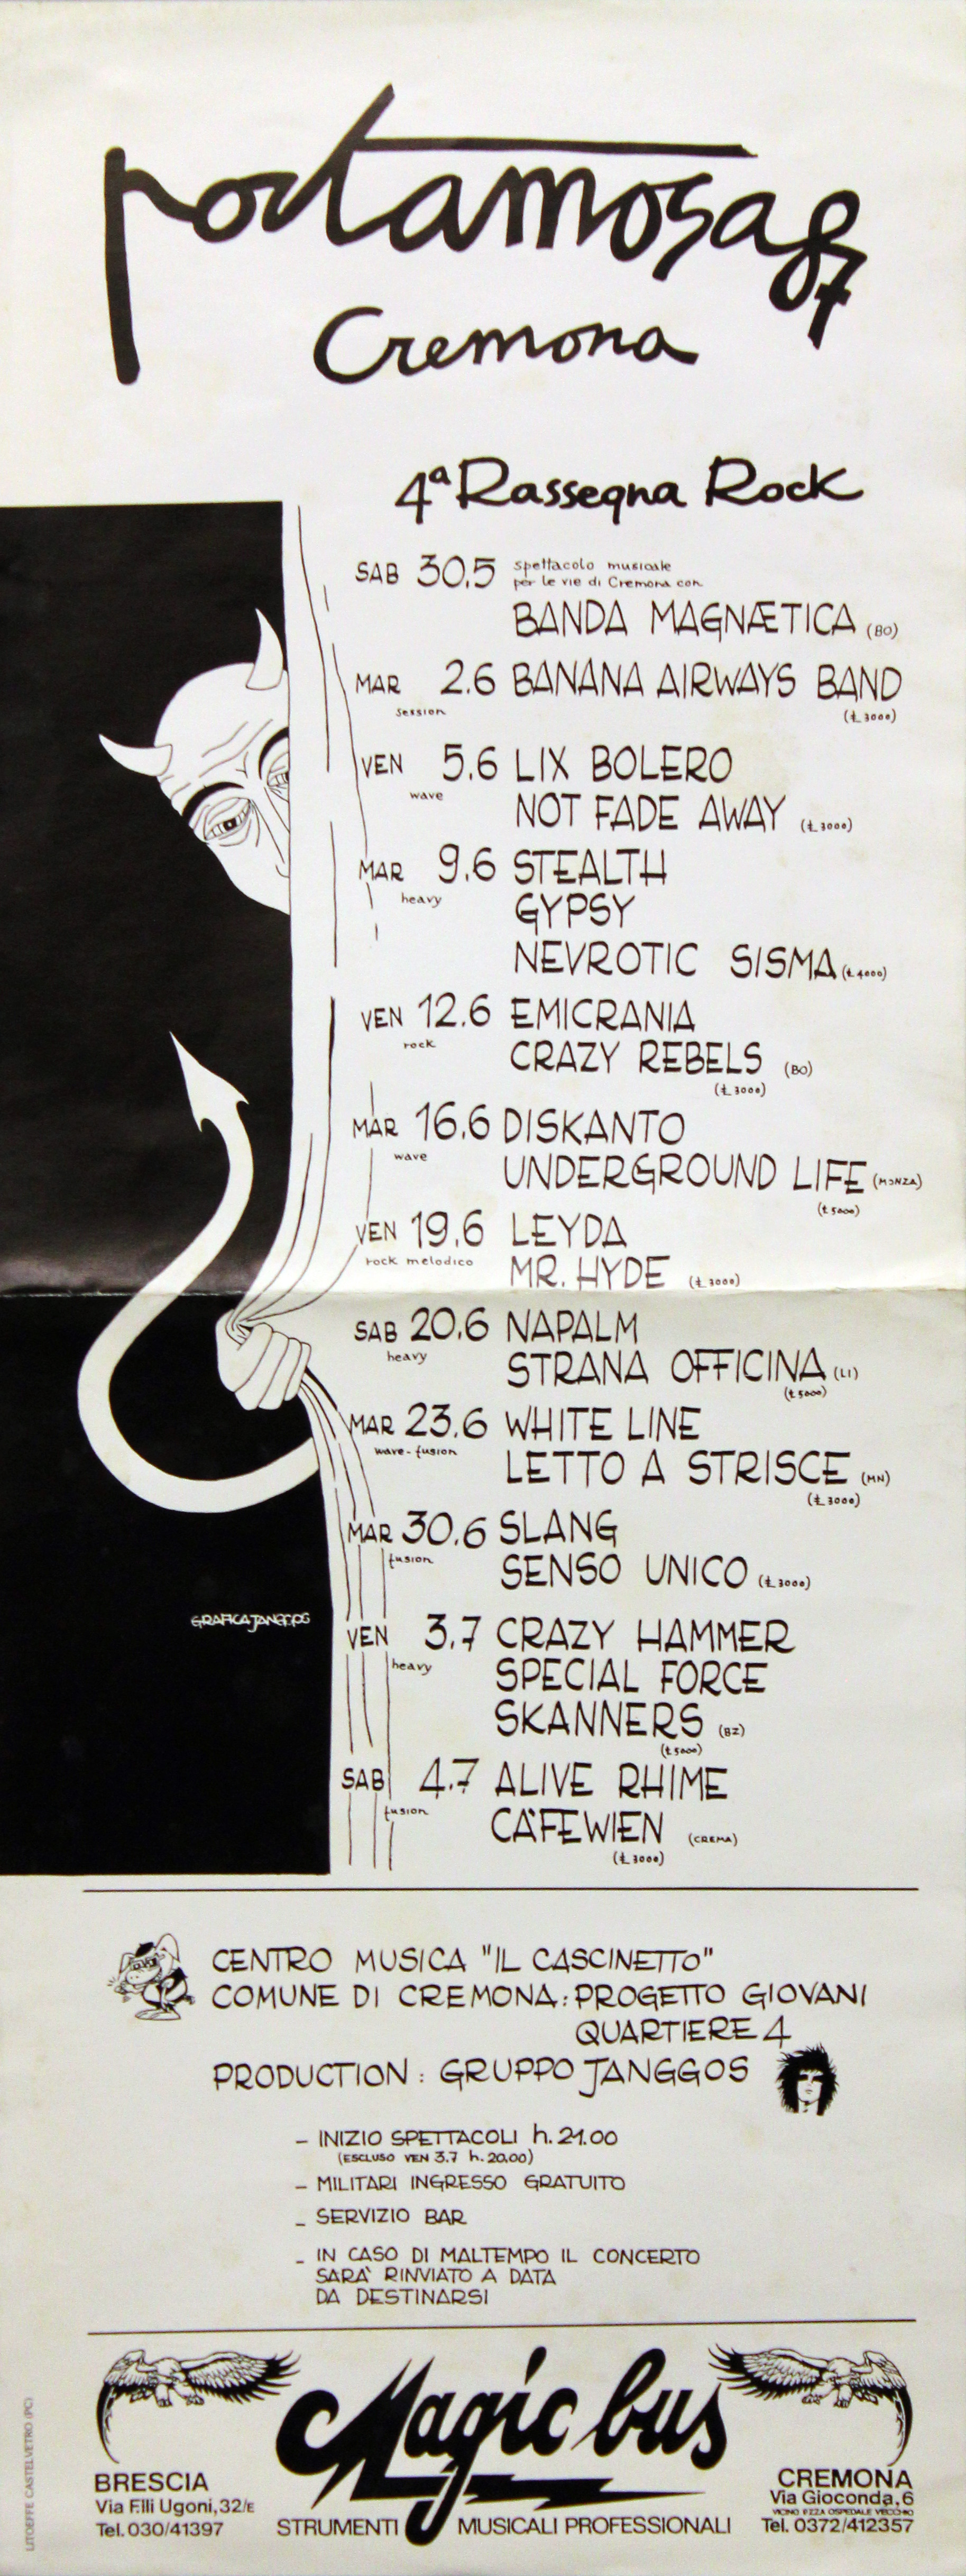 portamosa87
Cremona
4ª Rassegna Rock
SAB 30.5 spettacolo musicale
per le vie di Cremona con
BANDA MAGNÆTICA (BO)
MAR 2.6 BANANA AIRWAYS BAND
session (£ 3000)
VEN 5.6 LIX BOLERO
wave NOT FADE AWAY (£ 3000)
MAR 9.6 STEALTH
heavy GYPSY
NEVROTIC SISMA (£ 4000)
VEN 12.6 EMICRANIA
rock CRAZY REBELS (BO)
(£ 3000)
MAR 16.6 DISKANTO
wave UNDERGROUND LIFE (MONZA)
(£ 5000)
VEN 19.6 LEYDA
rock melodico MR. HYDE (£ 3000)
SAB 20.6 NAPALM
heavy STRANA OFFICINA (LI)
(£ 5000)
MAR 23.6 WHITE LINE
wave-fusion LETTO A STRISCE (MN)
(£ 3000)
MAR 30.6 SLANG
fusion SENSO UNICO (£ 3000)
GRAFICA JANGGOS
VEN 3.7 CRAZY HAMMER
heavy SPECIAL FORCE
SKANNERS (BZ)
(£ 5000)
SAB 4.7 ALIVE RHIME
fusion CAFEWIEN (CREMA)
(£ 3000)
CENTRO MUSICA "IL CASCINETTO"
COMUNE DI CREMONA: PROGETTO GIOVANI
QUARTIERE 4
PRODUCTION: GRUPPO JANGGOS
– INIZIO SPETTACOLI h. 21.00
(ESCLUSO VEN 3.7 h. 20.00)
– MILITARI INGRESSO GRATUITO
– SERVIZIO BAR
– IN CASO DI MALTEMPO IL CONCERTO
SARA' RINVIATO A DATA
DA DESTINARSI
Magic bus
BRESCIA
Via F.lli Ugoni,32/E
Tel. 030/41397
STRUMENTI MUSICALI PROFESSIONALI
CREMONA
Via Gioconda,6
VICINO P.ZZA OSPEDALE VECCHIO
Tel. 0372/412357
LITOEFFE CASTELVETRO (PC)